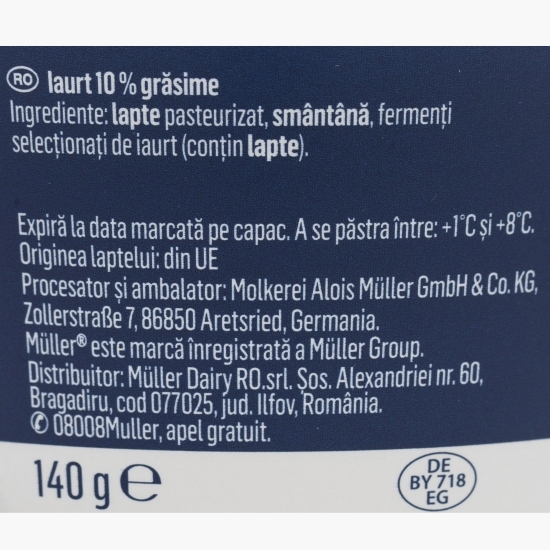 RO Iaurt 10 % grăsime
Ingrediente: lapte pasteurizat, smântână, fermenți
selecționați de iaurt (conțin lapte).
Expiră la data marcată pe capac. A se păstra între: +1°C și +8°C.
Originea laptelui: din UE
Procesator și ambalator: Molkerei Alois Müller GmbH & Co. KG,
Zollerstraße 7, 86850 Aretsried, Germania.
Müller® este marcă înregistrată a Müller Group.
Distribuitor: Müller Dairy RO.srl. Șos. Alexandriei nr. 60,
Bragadiru, cod 077025, jud. Ilfov, România.
✆ 08008Muller, apel gratuit.
140 g ℮
DE
BY 718
EG